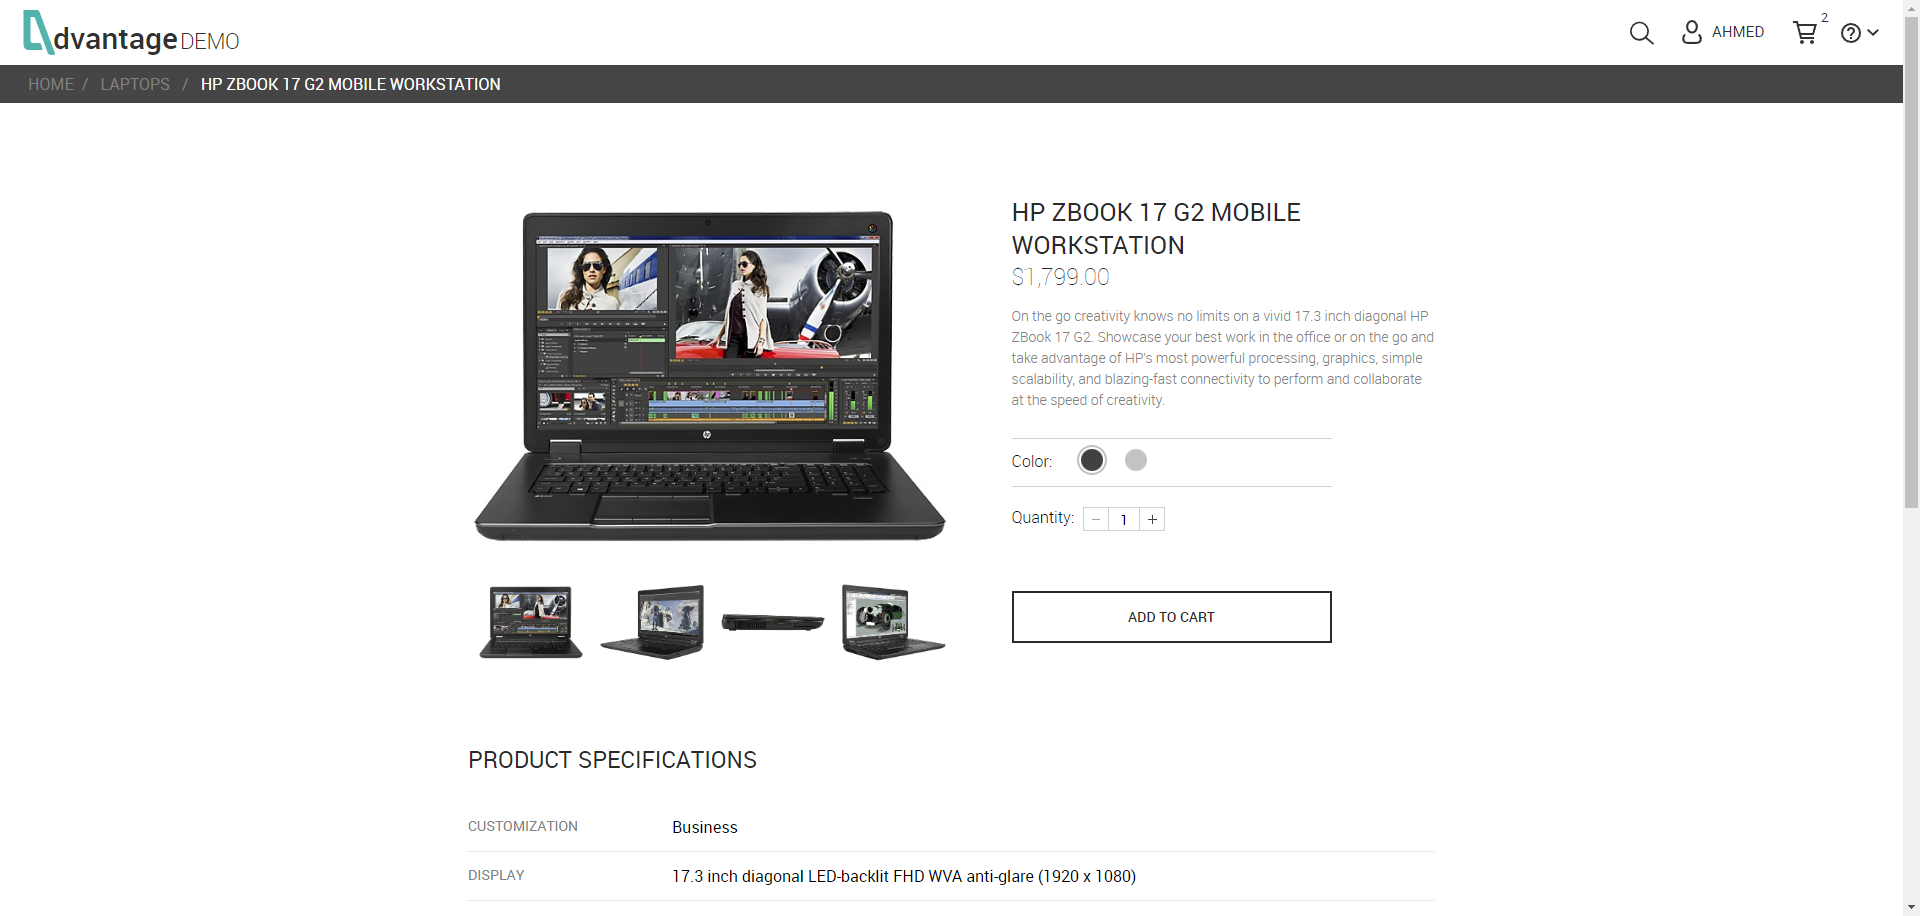 dvantage DEMO
AHMED
2
HOME / LAPTOPS / HP ZBOOK 17 G2 MOBILE WORKSTATION
HP ZBOOK 17 G2 MOBILE
WORKSTATION
$1,799.00
On the go creativity knows no limits on a vivid 17.3 inch diagonal HP
ZBook 17 G2. Showcase your best work in the office or on the go and
take advantage of HP's most powerful processing, graphics, simple
scalability, and blazing-fast connectivity to perform and collaborate
at the speed of creativity.
Color:
Quantity: − 1 +
ADD TO CART
PRODUCT SPECIFICATIONS
CUSTOMIZATION Business
DISPLAY 17.3 inch diagonal LED-backlit FHD WVA anti-glare (1920 x 1080)